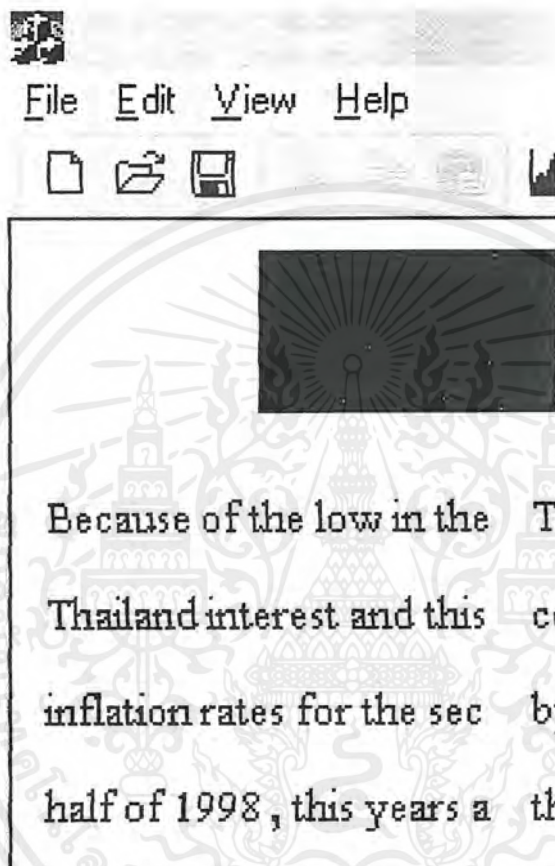 File Edit View Help
Because of the low in the
Thailand interest and this
inflation rates for the sec
half of 1998 , this years a